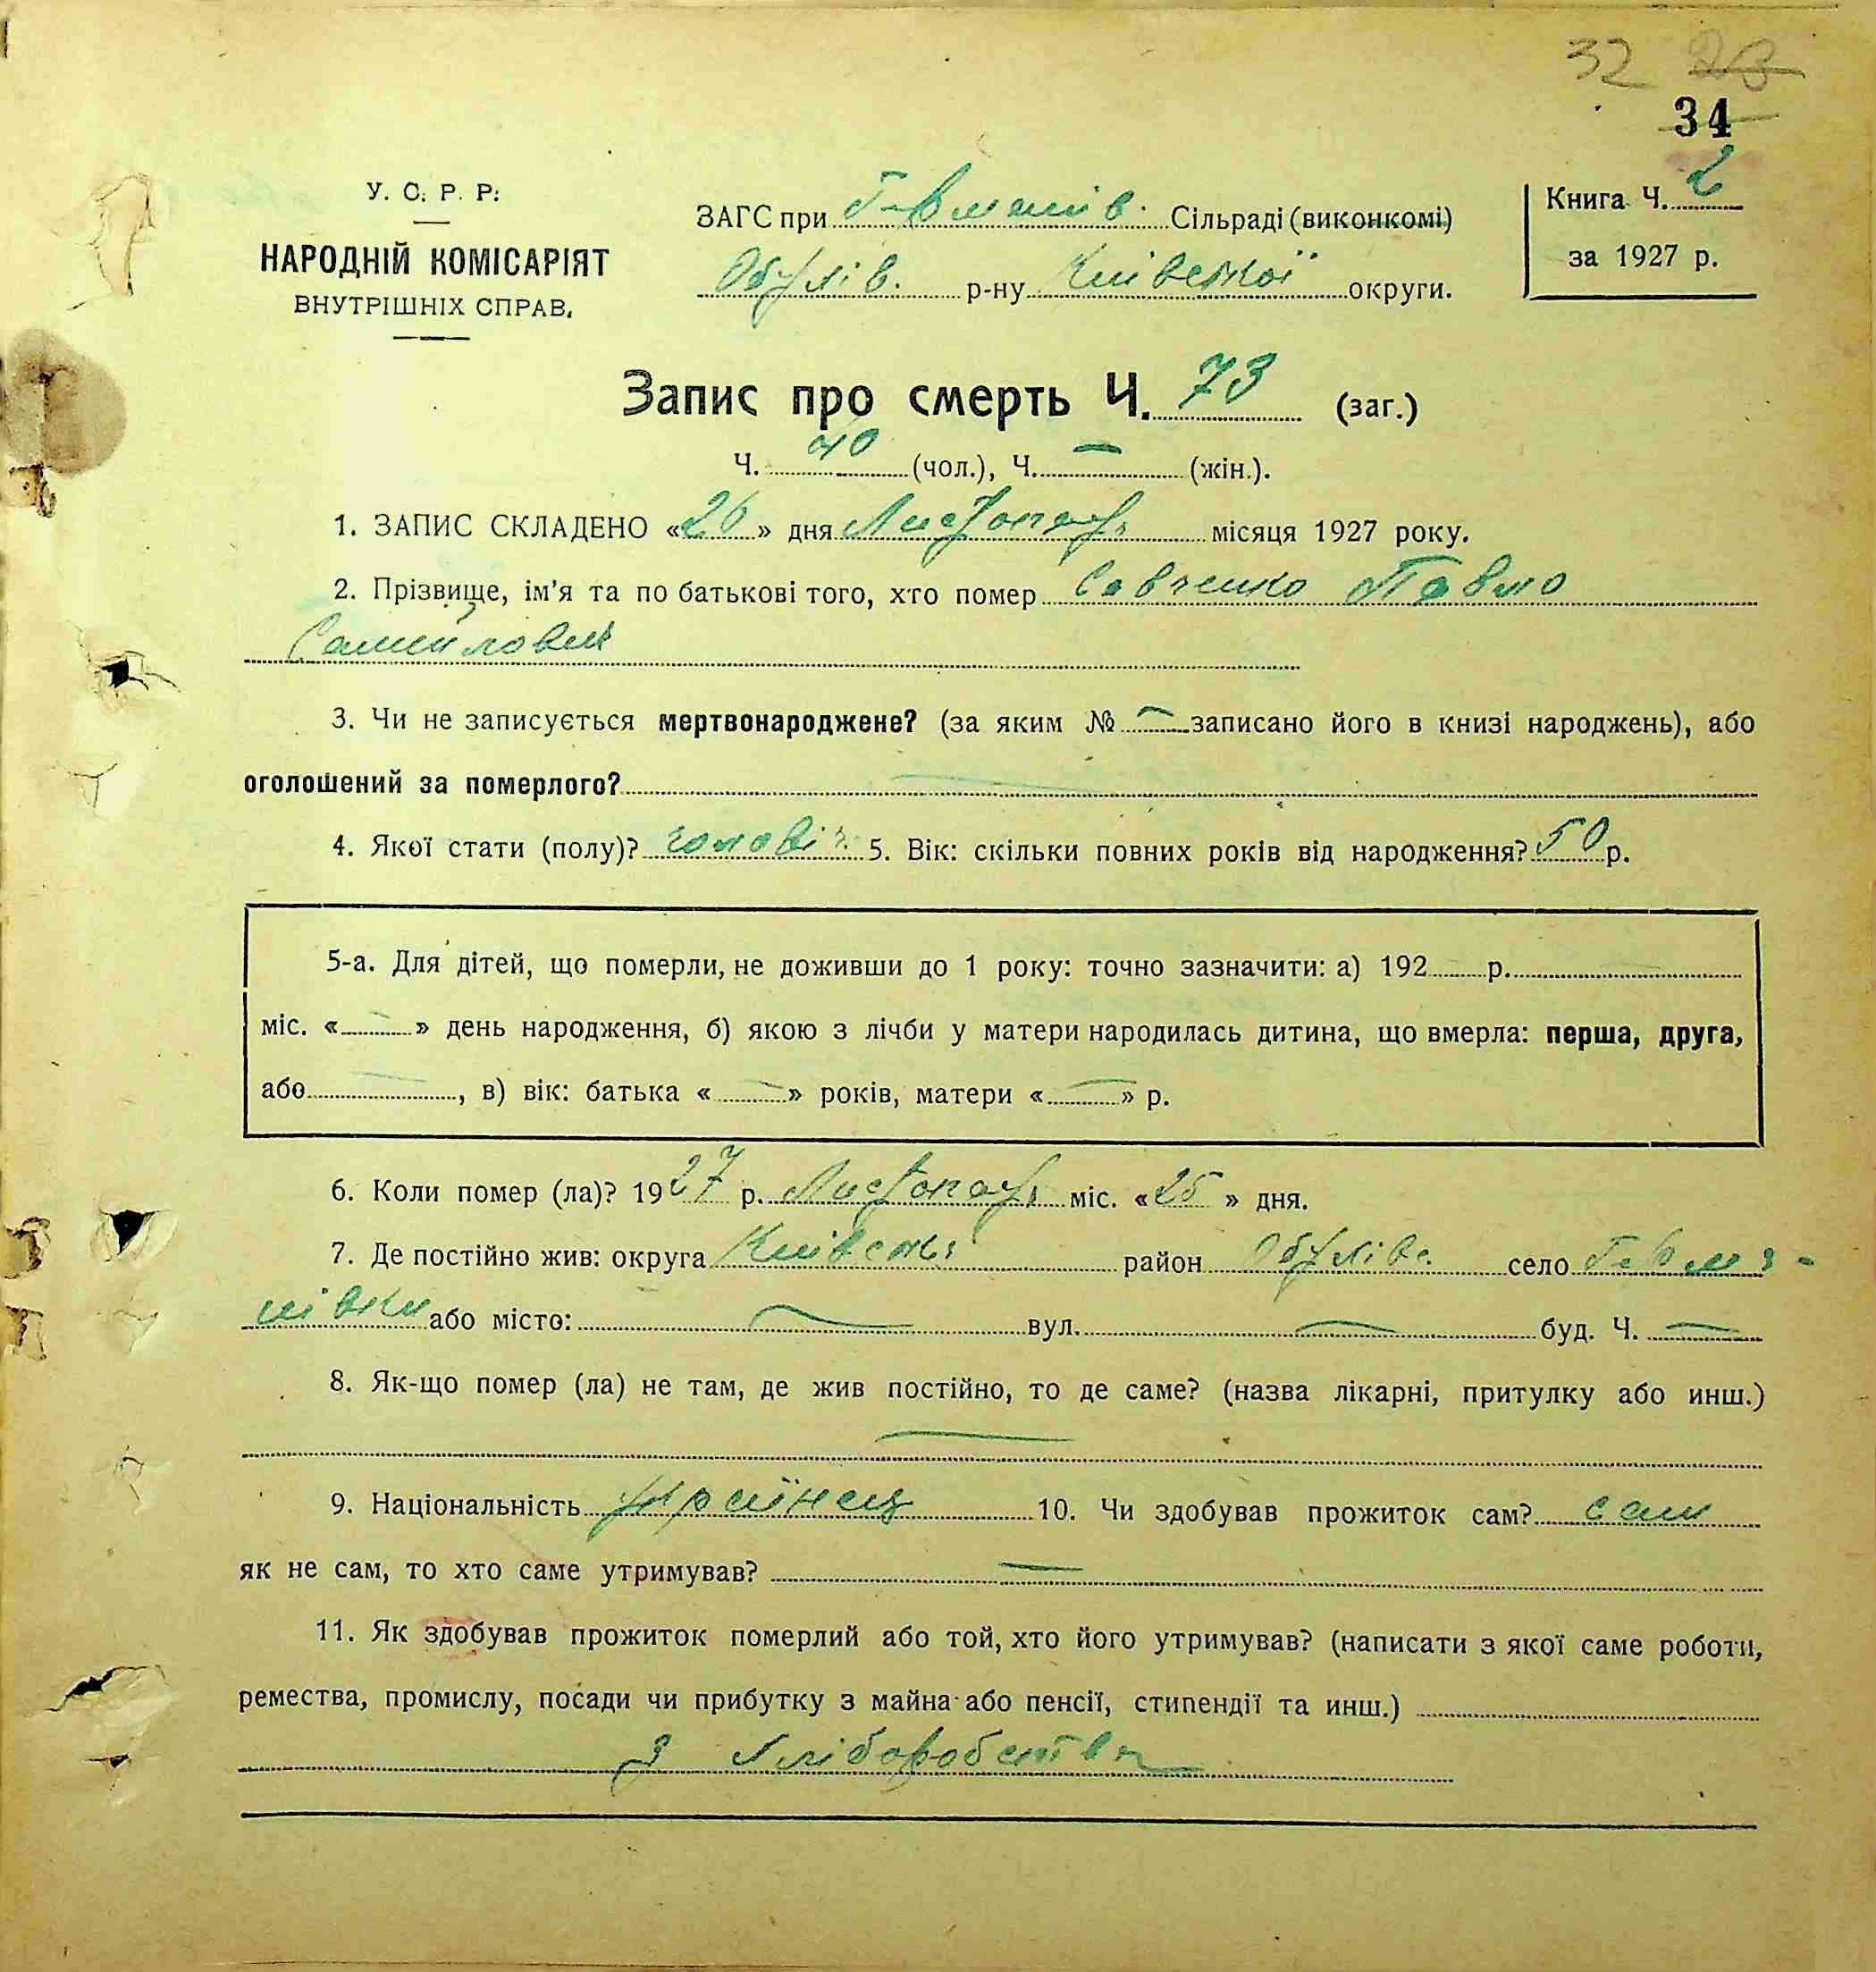 32 23
34
У. С. Р. Р.
НАРОДНІЙ КОМІСАРІЯТ
ВНУТРІШНІХ СПРАВ.
ЗАГС при Германів. Сільраді (виконкомі)
Обухів. р-ну Київської округи.
Книга Ч. 2
за 1927 р.
Запис про смерть Ч. 73 (заг.)
Ч. 40 (чол.), Ч. — (жін.).
1. ЗАПИС СКЛАДЕНО «26» дня Листопада місяця 1927 року.
2. Прізвище, ім’я та по батькові того, хто помер Савченко Павло
Самійлович
3. Чи не записується мертвонароджене? (за яким № — записано його в книзі народжень), або
оголошений за померлого? —
4. Якої стати (полу)? чоловіч. 5. Вік: скільки повних років від народження? 50 р.
5-а. Для дітей, що померли, не доживши до 1 року: точно зазначити: а) 192 р.
міс. «—» день народження, б) якою з лічби у матери народилась дитина, що вмерла: перша, друга,
або —, в) вік: батька «—» років, матери «—» р.
6. Коли помер (ла)? 1927 р. Листопада міс. «25» дня.
7. Де постійно жив: округа Київська район Обухівс. село Герма-
нівка або місто: — вул. — буд. Ч. —
8. Як-що помер (ла) не там, де жив постійно, то де саме? (назва лікарні, притулку або инш.)
—
9. Національність українец 10. Чи здобував прожиток сам? сам
як не сам, то хто саме утримував? —
11. Як здобував прожиток померлий або той, хто його утримував? (написати з якої саме роботи,
ремества, промислу, посади чи прибутку з майна або пенсії, стипендії та инш.)
З хліборобства